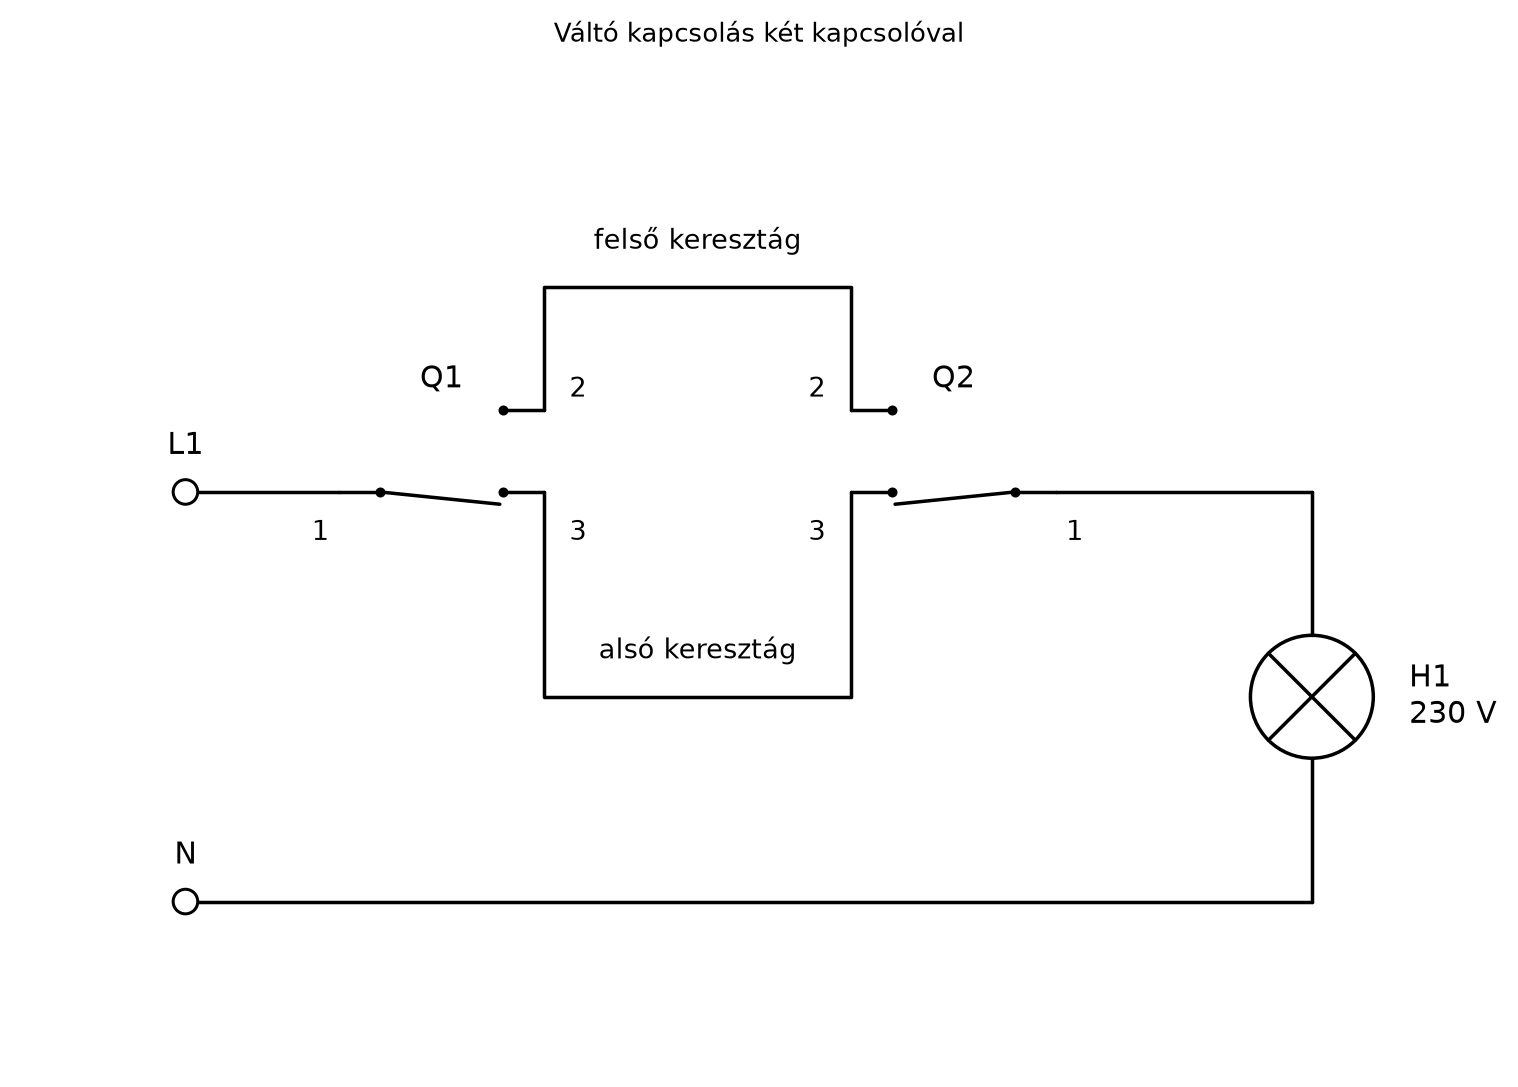 Váltó kapcsolás két kapcsolóval
felső keresztág
Q1
2
2
Q2
L1
1
3
3
1
alsó keresztág
H1
230 V
N